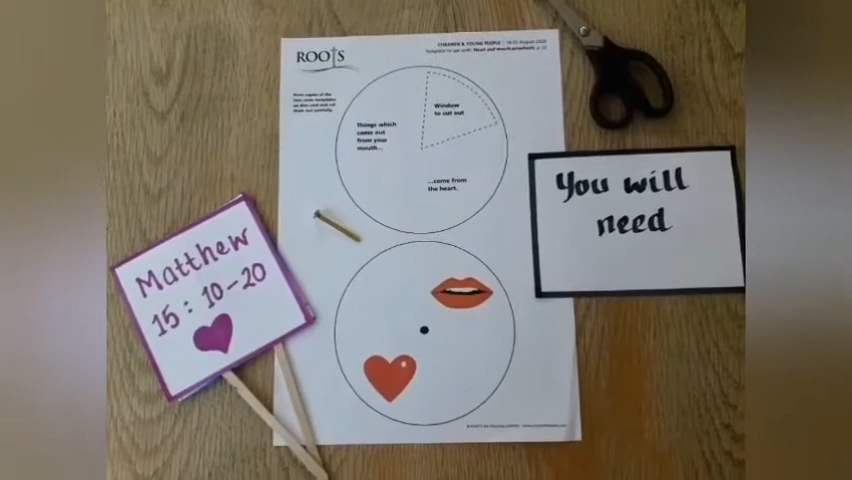 ROOTS
CHILDREN & YOUNG PEOPLE
Window
to cut out
Things which
come out
from your
mouth...
...come from
the heart.
You will
need
Matthew
15:10-20